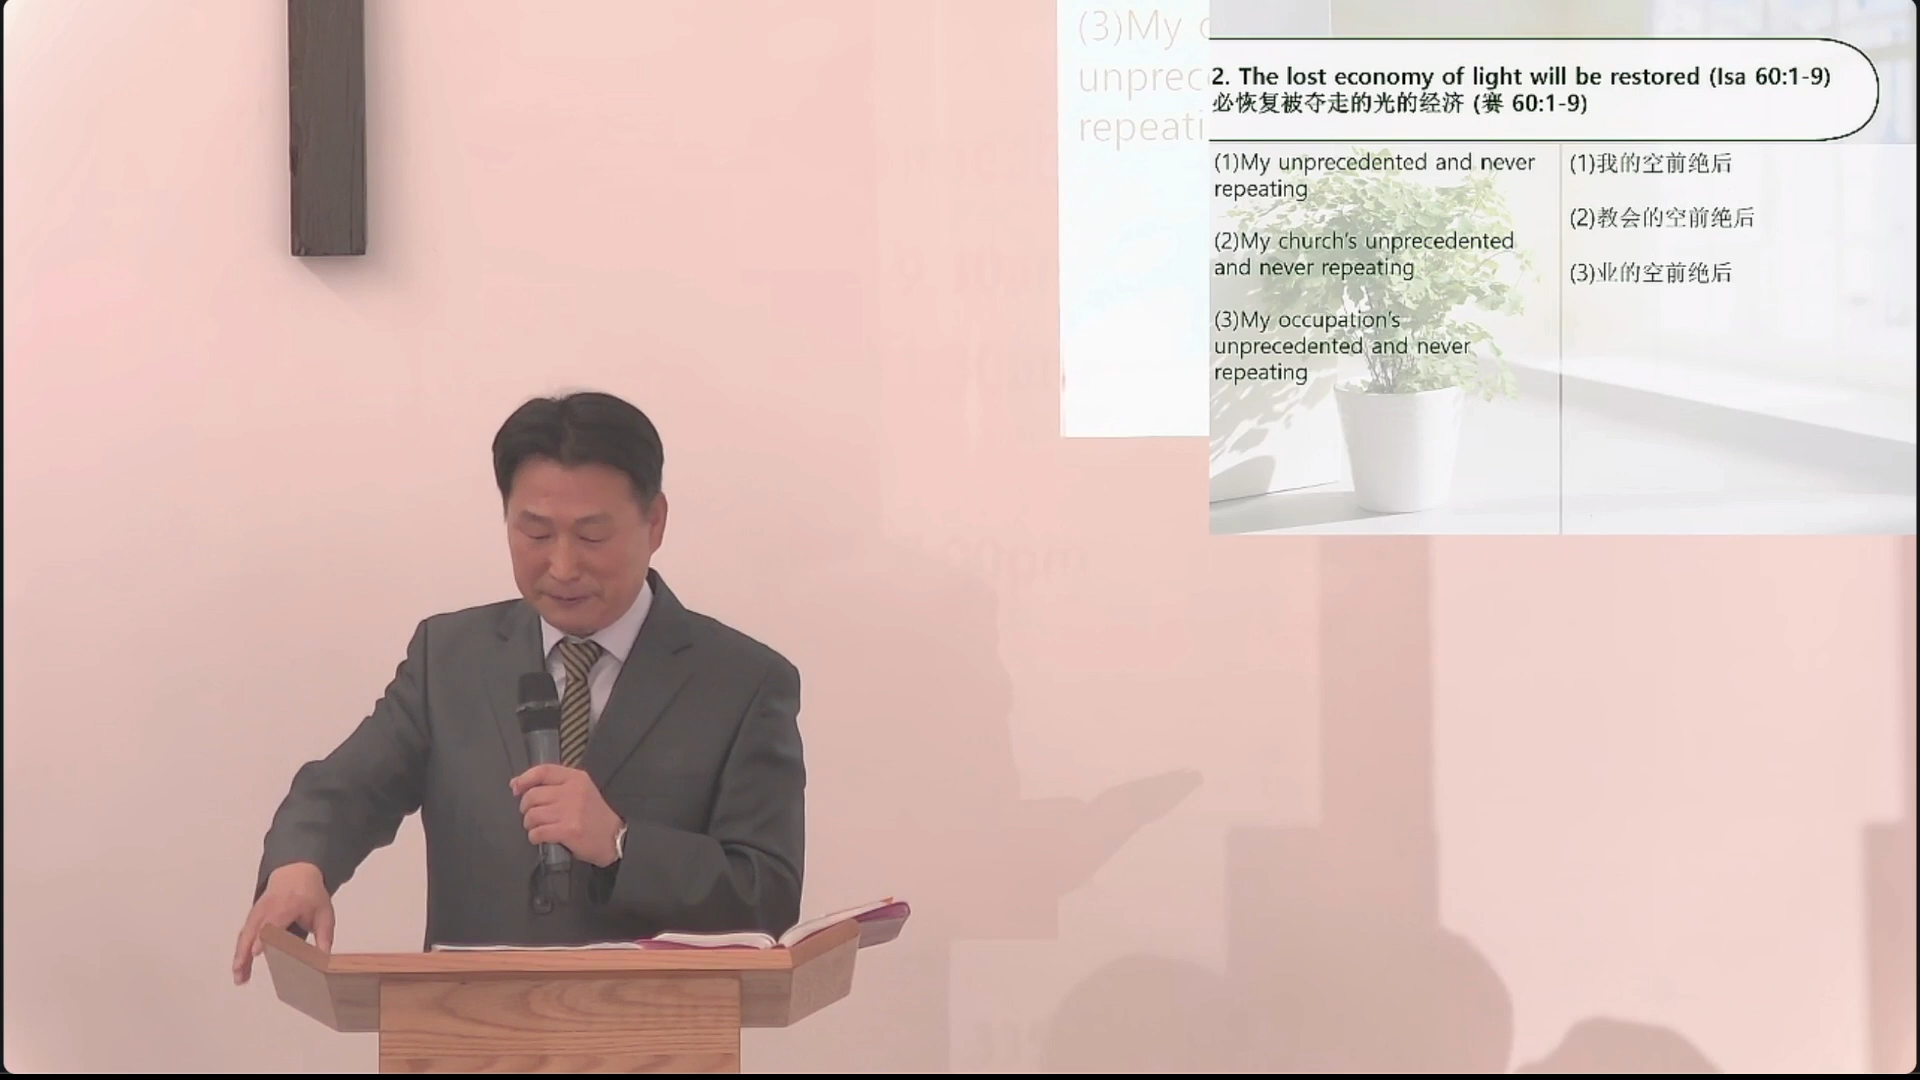 (3)My
unprec
repeati
2. The lost economy of light will be restored (Isa 60:1-9)
必恢复被夺走的光的经济 (赛 60:1-9)
(1)My unprecedented and never
repeating
(2)My church's unprecedented
and never repeating
(3)My occupation's
unprecedented and never
repeating
(1)我的空前绝后
(2)教会的空前绝后
(3)业的空前绝后